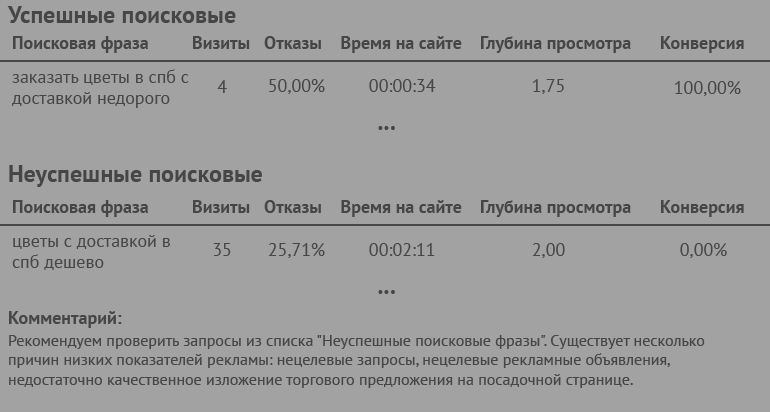 Успешные поисковые
Поисковая фраза Визиты Отказы Время на сайте Глубина просмотра Конверсия
заказать цветы в спб с
доставкой недорого 4 50,00% 00:00:34 1,75 100,00%
...
Неуспешные поисковые
Поисковая фраза Визиты Отказы Время на сайте Глубина просмотра Конверсия
цветы с доставкой в
спб дешево 35 25,71% 00:02:11 2,00 0,00%
...
Комментарий:
Рекомендуем проверить запросы из списка "Неуспешные поисковые фразы". Существует несколько
причин низких показателей рекламы: нецелевые запросы, нецелевые рекламные объявления,
недостаточно качественное изложение торгового предложения на посадочной странице.